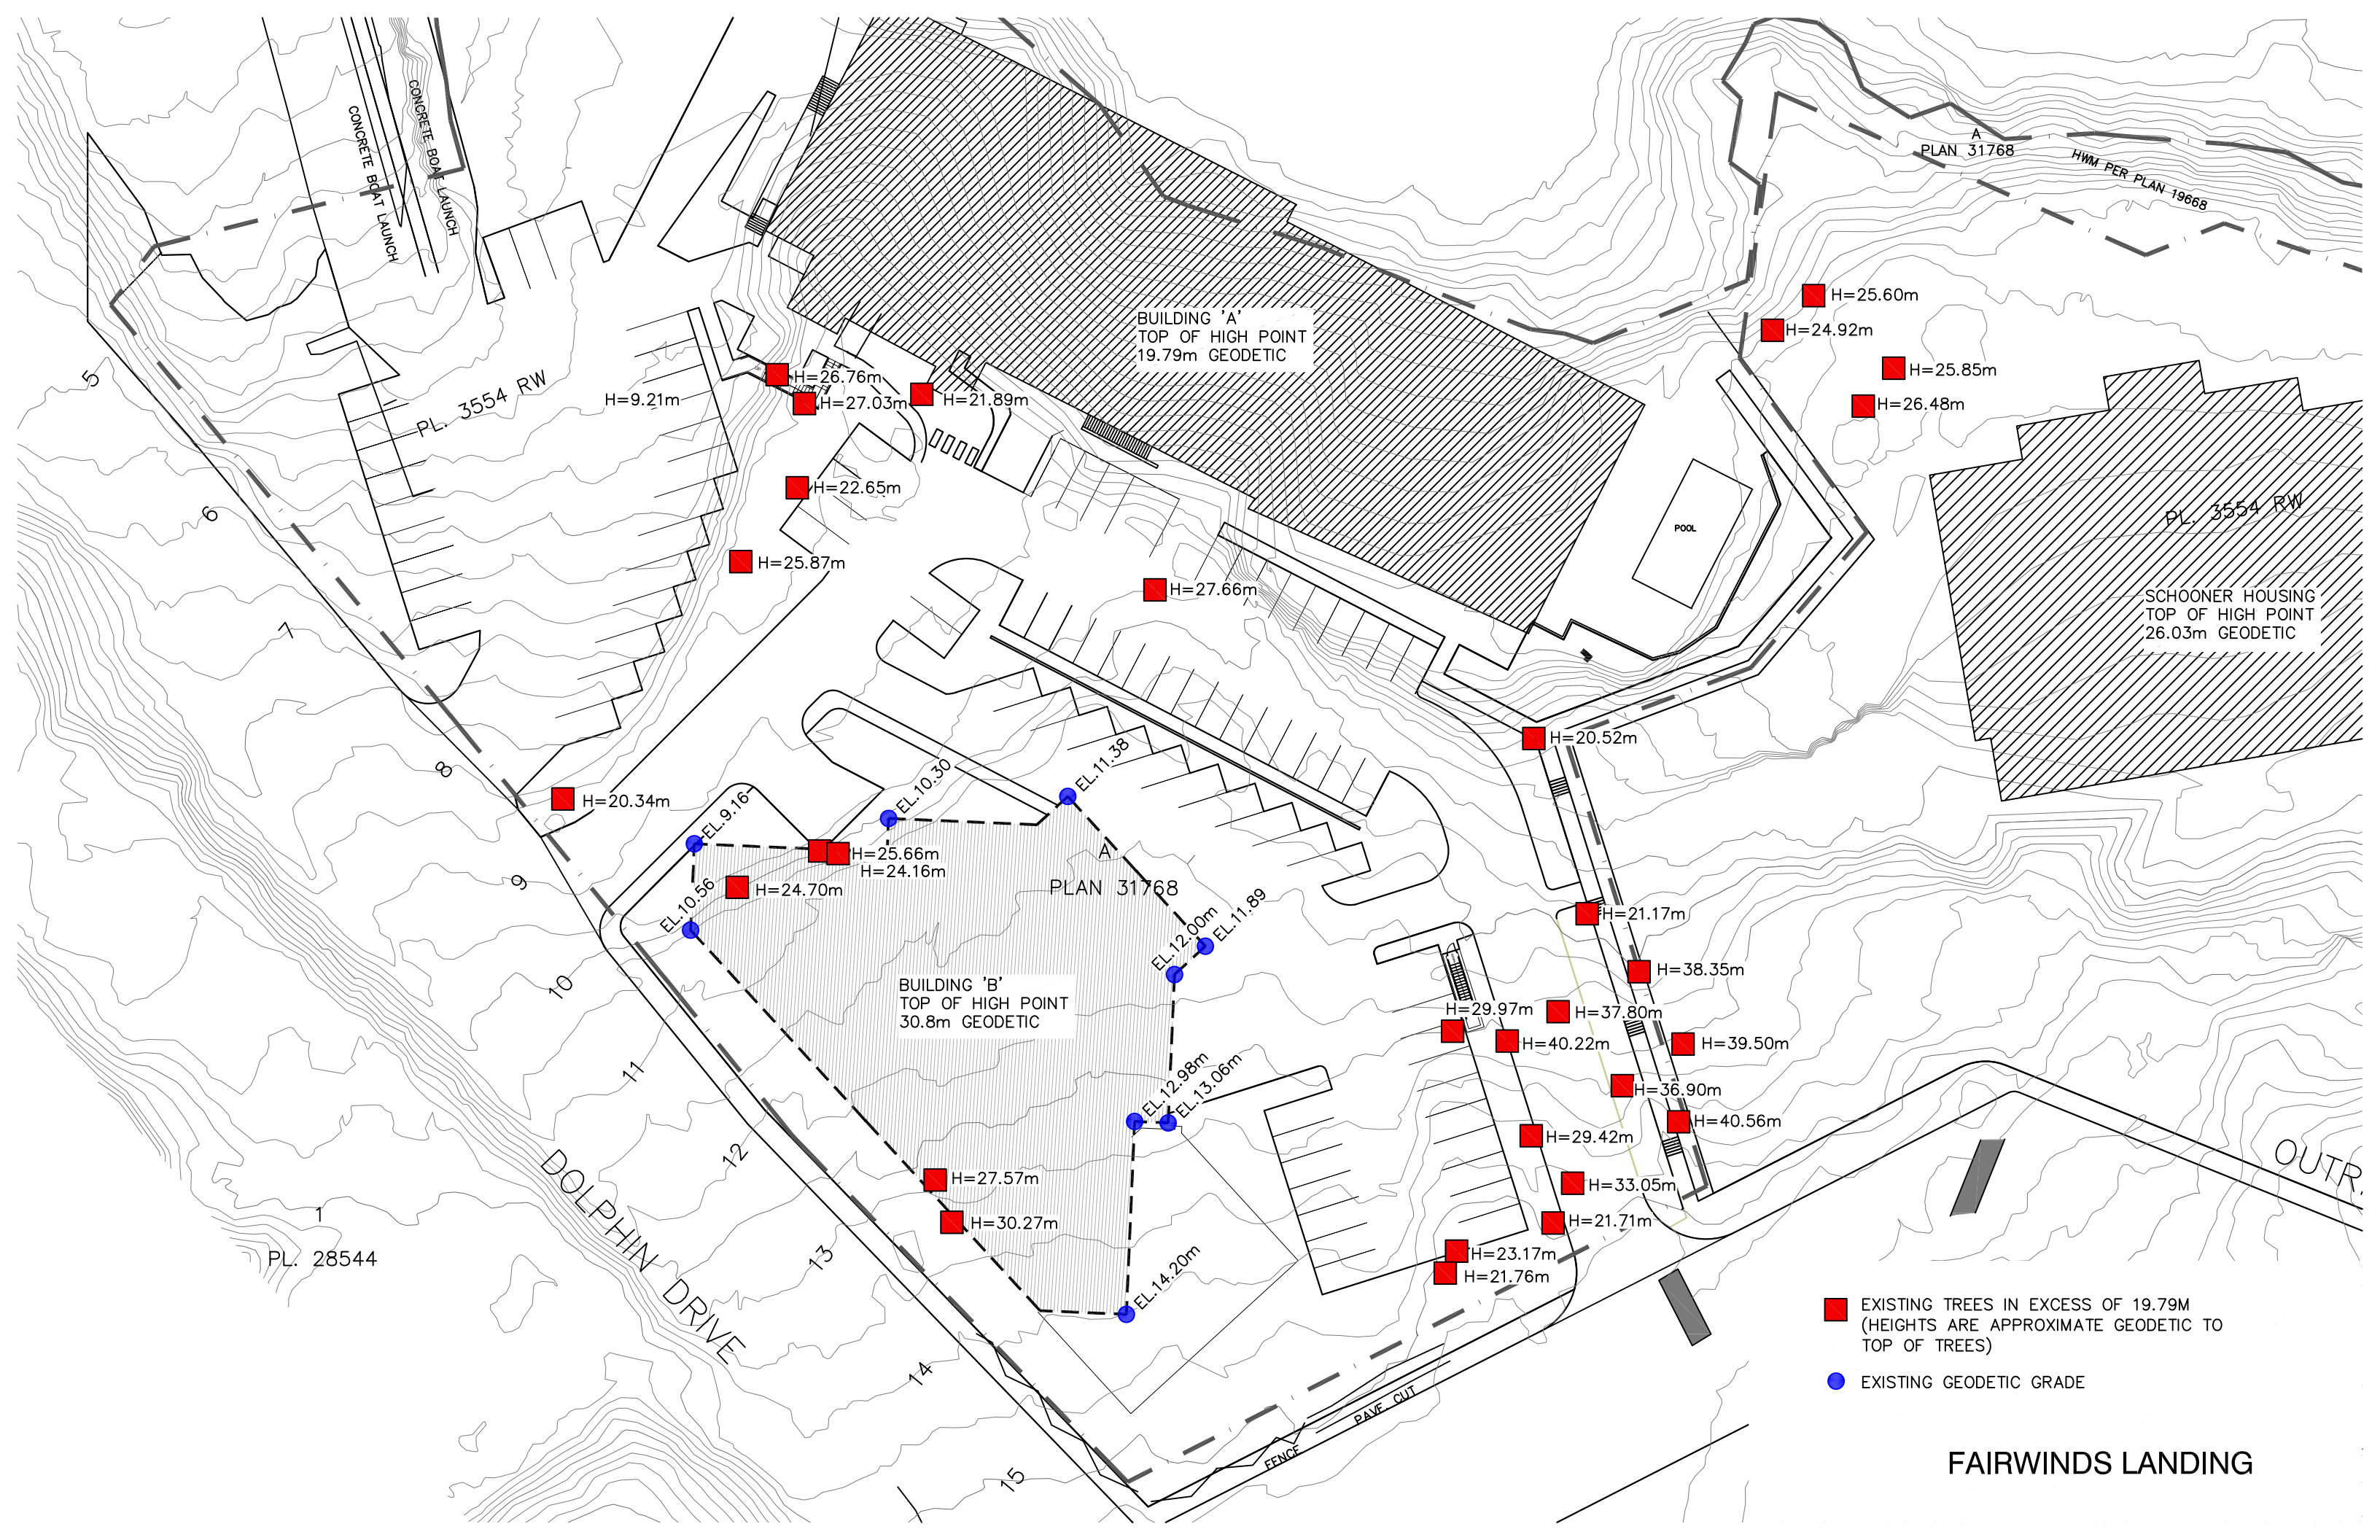 CONCRETE BOAT LAUNCH
CONCRETE BOAT LAUNCH
A
PLAN 31768
HWM PER PLAN 19668
H=25.60m
H=24.92m
BUILDING 'A'
TOP OF HIGH POINT
19.79m GEODETIC
H=25.85m
H=26.48m
5
PL. 3554 RW
H=9.21m
H=26.76m
H=27.03m
H=21.89m
6
H=22.65m
PL. 3554 RW
POOL
H=25.87m
H=27.66m
SCHOONER HOUSING
TOP OF HIGH POINT
26.03m GEODETIC
7
H=20.52m
8
H=20.34m
EL.9.16
EL.10.30
EL.11.38
H=25.66m
H=24.16m
A
PLAN 31768
9
H=24.70m
EL.10.56
EL.12.00m
EL.11.89
H=21.17m
10
BUILDING 'B'
TOP OF HIGH POINT
30.8m GEODETIC
H=38.35m
H=29.97m
H=37.80m
H=40.22m
H=39.50m
11
EL.12.98m
EL.13.06m
H=36.90m
H=40.56m
12
H=29.42m
DOLPHIN DRIVE
H=27.57m
H=33.05m
OUTR
1
PL. 28544
H=30.27m
H=21.71m
13
EL.14.20m
H=23.17m
H=21.76m
14
EXISTING TREES IN EXCESS OF 19.79M
(HEIGHTS ARE APPROXIMATE GEODETIC TO
TOP OF TREES)
EXISTING GEODETIC GRADE
PAVE. CUT
FENCE
15
FAIRWINDS LANDING